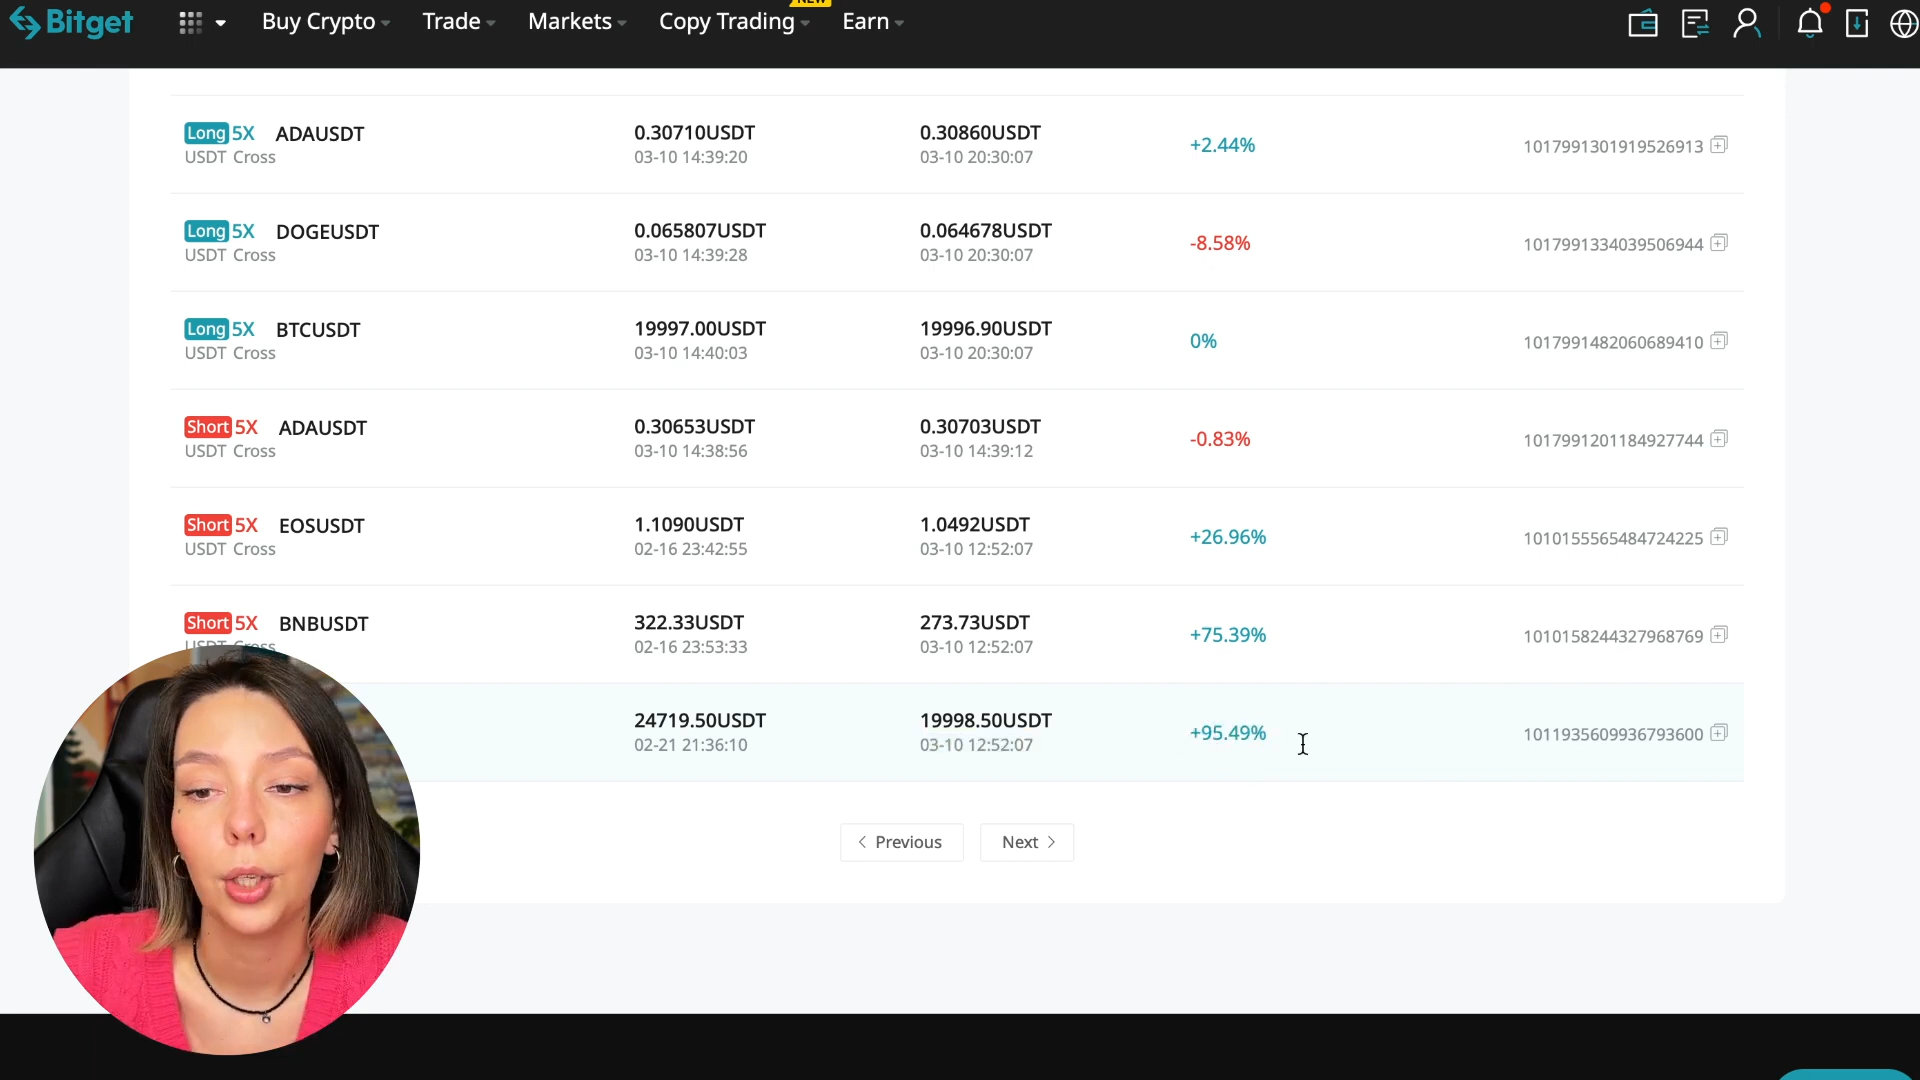 Bitget Buy Crypto Trade Markets Copy Trading NEW Earn
Long 5X ADAUSDT 0.30710USDT 0.30860USDT +2.44% 1017991301919526913
USDT Cross 03-10 14:39:20 03-10 20:30:07
Long 5X DOGEUSDT 0.065807USDT 0.064678USDT -8.58% 1017991334039506944
USDT Cross 03-10 14:39:28 03-10 20:30:07
Long 5X BTCUSDT 19997.00USDT 19996.90USDT 0% 1017991482060689410
USDT Cross 03-10 14:40:03 03-10 20:30:07
Short 5X ADAUSDT 0.30653USDT 0.30703USDT -0.83% 1017991201184927744
USDT Cross 03-10 14:38:56 03-10 14:39:12
Short 5X EOSUSDT 1.1090USDT 1.0492USDT +26.96% 1010155565484724225
USDT Cross 02-16 23:42:55 03-10 12:52:07
Short 5X BNBUSDT 322.33USDT 273.73USDT +75.39% 1010158244327968769
USDT Cross 02-16 23:53:33 03-10 12:52:07
24719.50USDT 19998.50USDT +95.49% 1011935609936793600
02-21 21:36:10 03-10 12:52:07
Previous Next